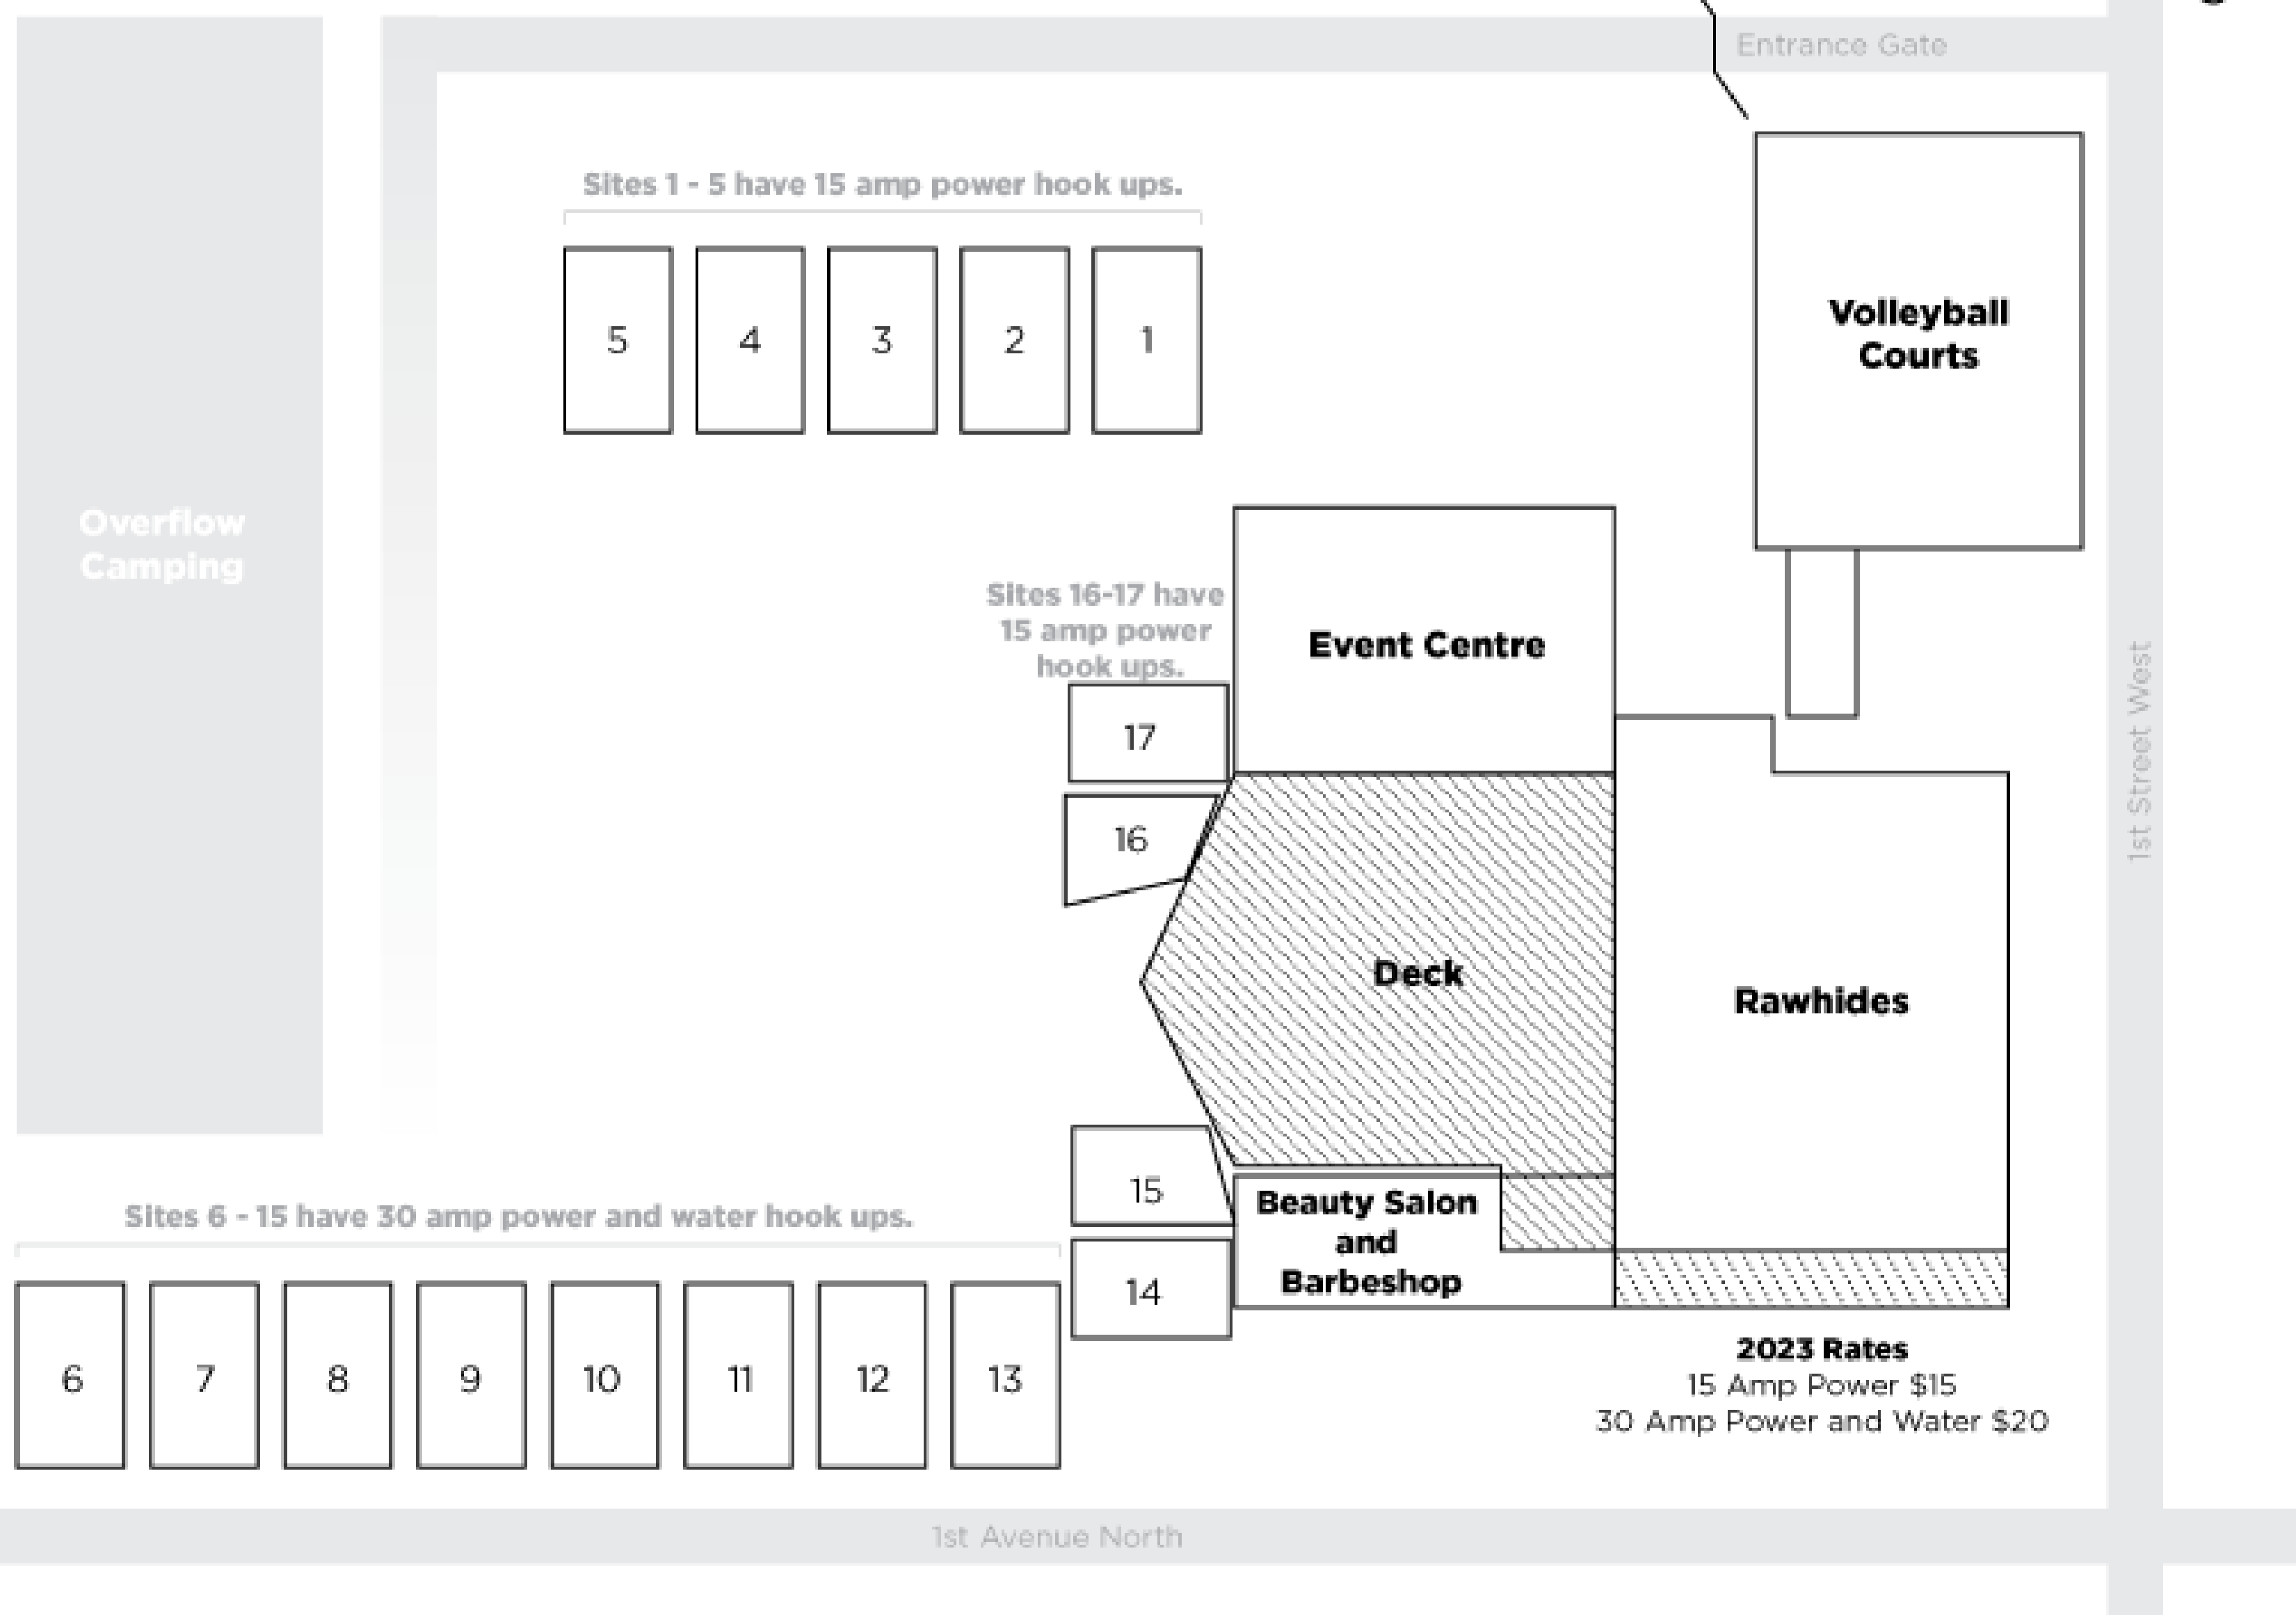 Entrance Gate
Sites 1 - 5 have 15 amp power hook ups.
5
4
3
2
1
Volleyball
Courts
Overflow
Camping
Sites 16-17 have
15 amp power
hook ups.
Event Centre
17
16
Deck
Rawhides
1st Street West
15
14
Beauty Salon
and
Barbeshop
Sites 6 - 15 have 30 amp power and water hook ups.
6
7
8
9
10
11
12
13
2023 Rates
15 Amp Power $15
30 Amp Power and Water $20
1st Avenue North